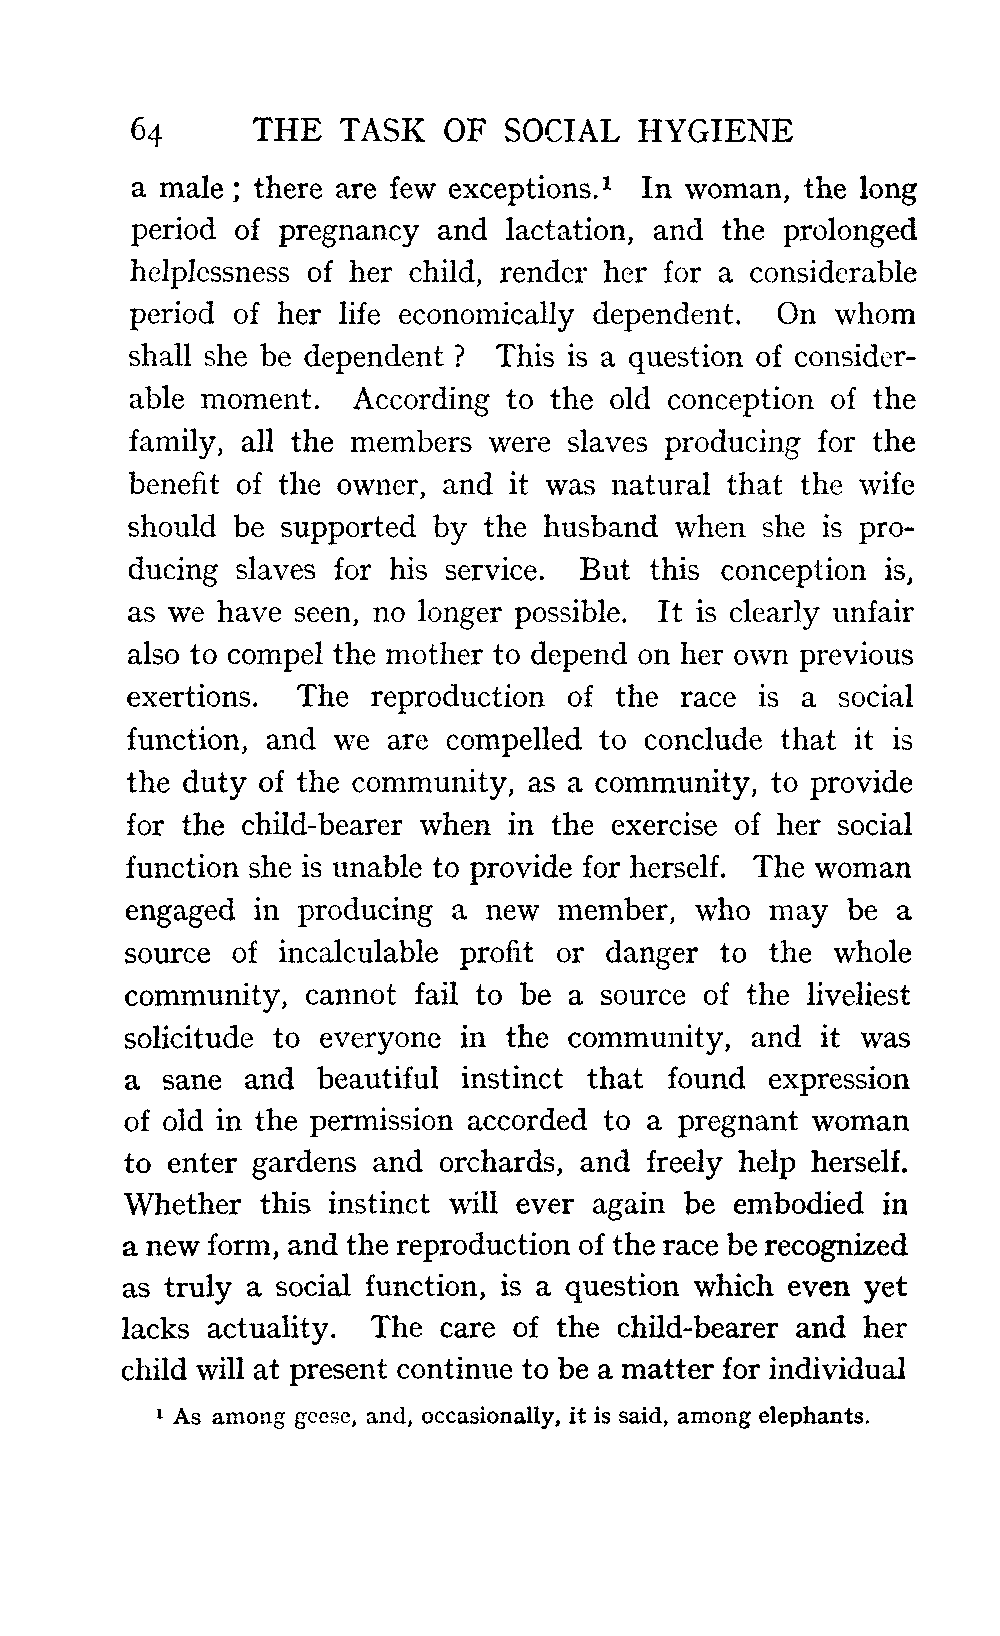 64 THE TASK OF SOCIAL HYGIENE
a male ; there are few exceptions.¹ In woman, the long
period of pregnancy and lactation, and the prolonged
helplessness of her child, render her for a considerable
period of her life economically dependent. On whom
shall she be dependent ? This is a question of consider-
able moment. According to the old conception of the
family, all the members were slaves producing for the
benefit of the owner, and it was natural that the wife
should be supported by the husband when she is pro-
ducing slaves for his service. But this conception is,
as we have seen, no longer possible. It is clearly unfair
also to compel the mother to depend on her own previous
exertions. The reproduction of the race is a social
function, and we are compelled to conclude that it is
the duty of the community, as a community, to provide
for the child-bearer when in the exercise of her social
function she is unable to provide for herself. The woman
engaged in producing a new member, who may be a
source of incalculable profit or danger to the whole
community, cannot fail to be a source of the liveliest
solicitude to everyone in the community, and it was
a sane and beautiful instinct that found expression
of old in the permission accorded to a pregnant woman
to enter gardens and orchards, and freely help herself.
Whether this instinct will ever again be embodied in
a new form, and the reproduction of the race be recognized
as truly a social function, is a question which even yet
lacks actuality. The care of the child-bearer and her
child will at present continue to be a matter for individual
¹ As among geese, and, occasionally, it is said, among elephants.